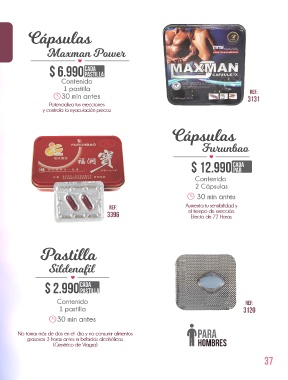 Cápsulas
Maxman Power
$ 6.990 CADA PASTILLA
Contenido
1 pastilla
30 min antes
Potencializa tus erecciones
y controla la eyaculación precoz
MAXMAN
REF:
3131
Cápsulas
Furunbao
$ 12.990 CADA
Contenido
2 Cápsulas
30 min antes
Aumenta tu sensibilidad y
el tiempo de erección.
Efecto de 72 Horas
FURUNBAO
REF:
3396
Pastilla
Sildenafil
$ 2.990 CADA PASTILLA
Contenido
1 pastilla
30 min antes
No tomar más de dos en el día y no consumir alimentos
grasosos 3 horas antes ni bebidas alcohólicas.
(Genérico de Viagra)
REF:
3120
PARA
HOMBRES
37